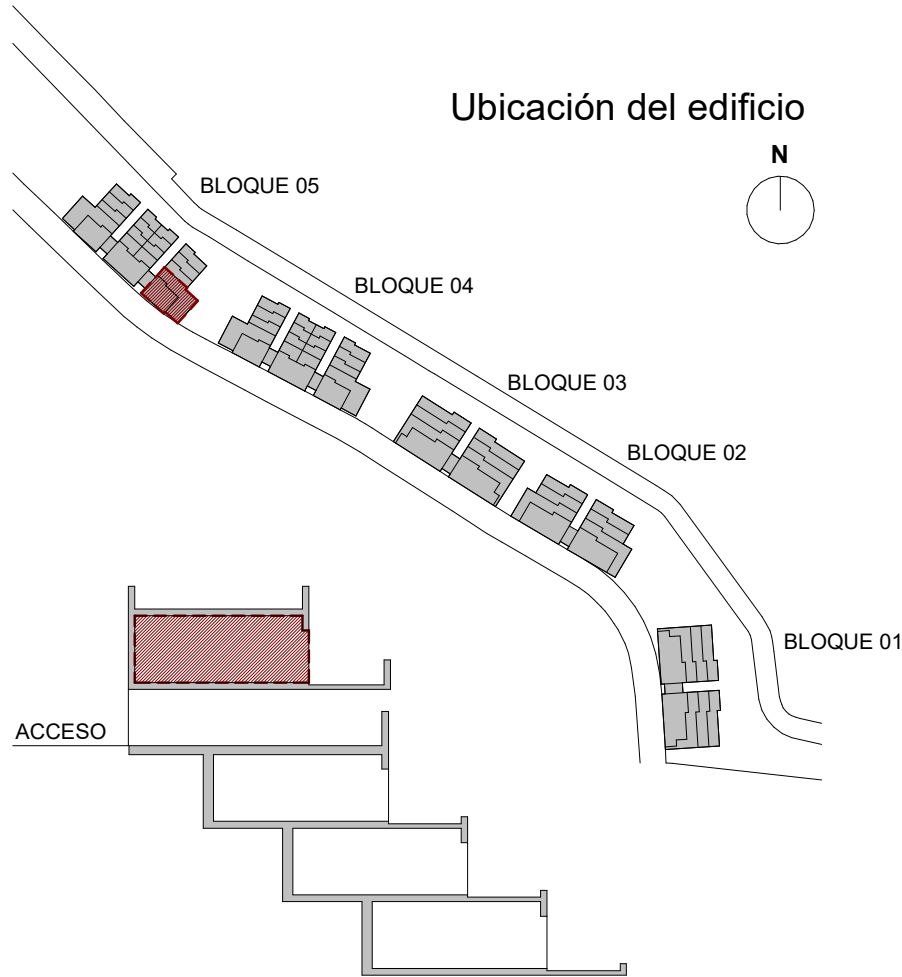 Ubicación del edificio
N
BLOQUE 05
BLOQUE 04
BLOQUE 03
BLOQUE 02
BLOQUE 01
ACCESO